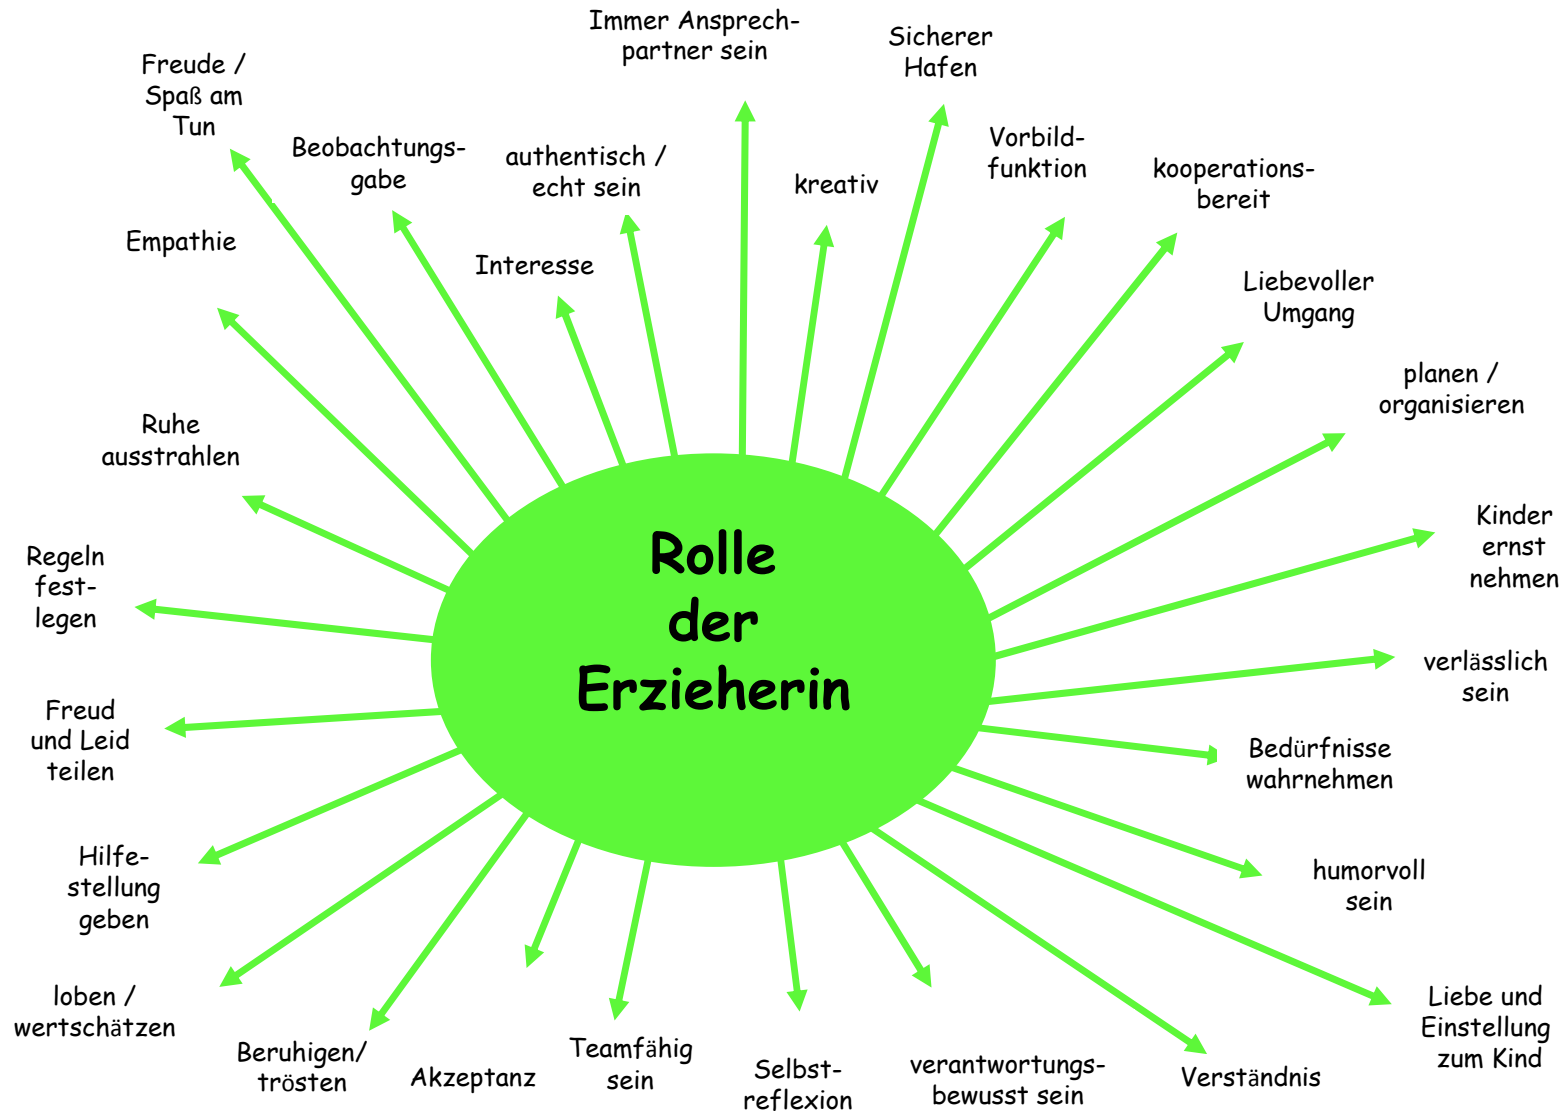 Immer Ansprech-
partner sein
Sicherer
Hafen
Freude /
Spaß am
Tun
Beobachtungs-
gabe
authentisch /
echt sein
kreativ
Vorbild-
funktion
kooperations-
bereit
Empathie
Interesse
Liebevoller
Umgang
planen /
organisieren
Ruhe
ausstrahlen
Kinder
ernst
nehmen
Regeln
fest-
legen
Rolle
der
Erzieherin
verlässlich
sein
Freud
und Leid
teilen
Bedürfnisse
wahrnehmen
Hilfe-
stellung
geben
humorvoll
sein
loben /
wertschätzen
Beruhigen/
trösten
Akzeptanz
Teamfähig
sein
Selbst-
reflexion
verantwortungs-
bewusst sein
Verständnis
Liebe und
Einstellung
zum Kind